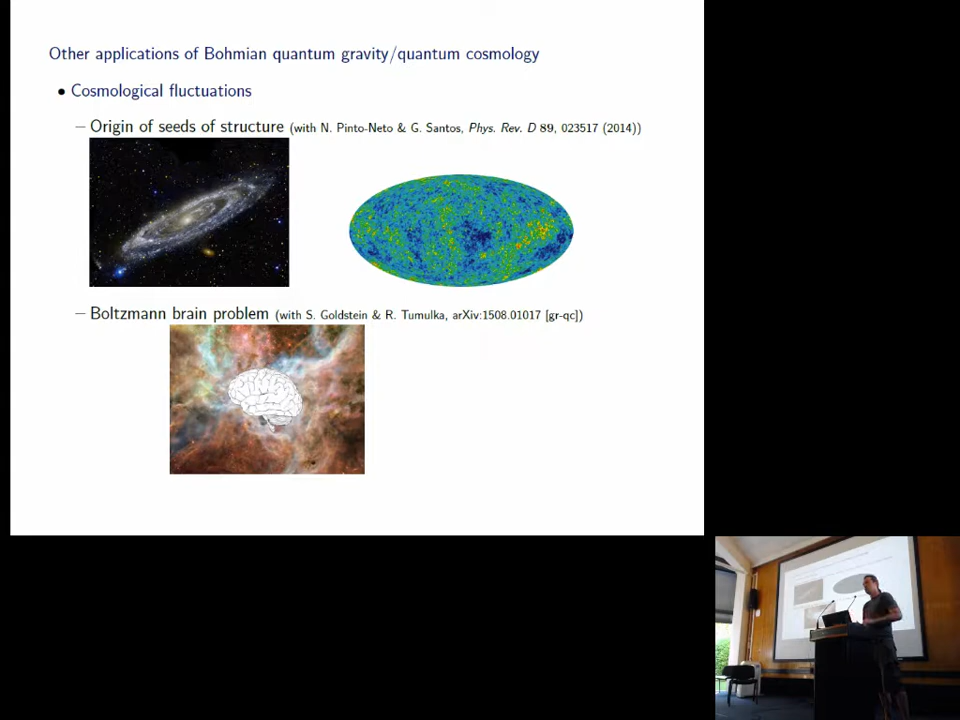 Other applications of Bohmian quantum gravity/quantum cosmology
• Cosmological fluctuations
– Origin of seeds of structure (with N. Pinto-Neto & G. Santos, Phys. Rev. D 89, 023517 (2014))
– Boltzmann brain problem (with S. Goldstein & R. Tumulka, arXiv:1508.01017 [gr-qc])